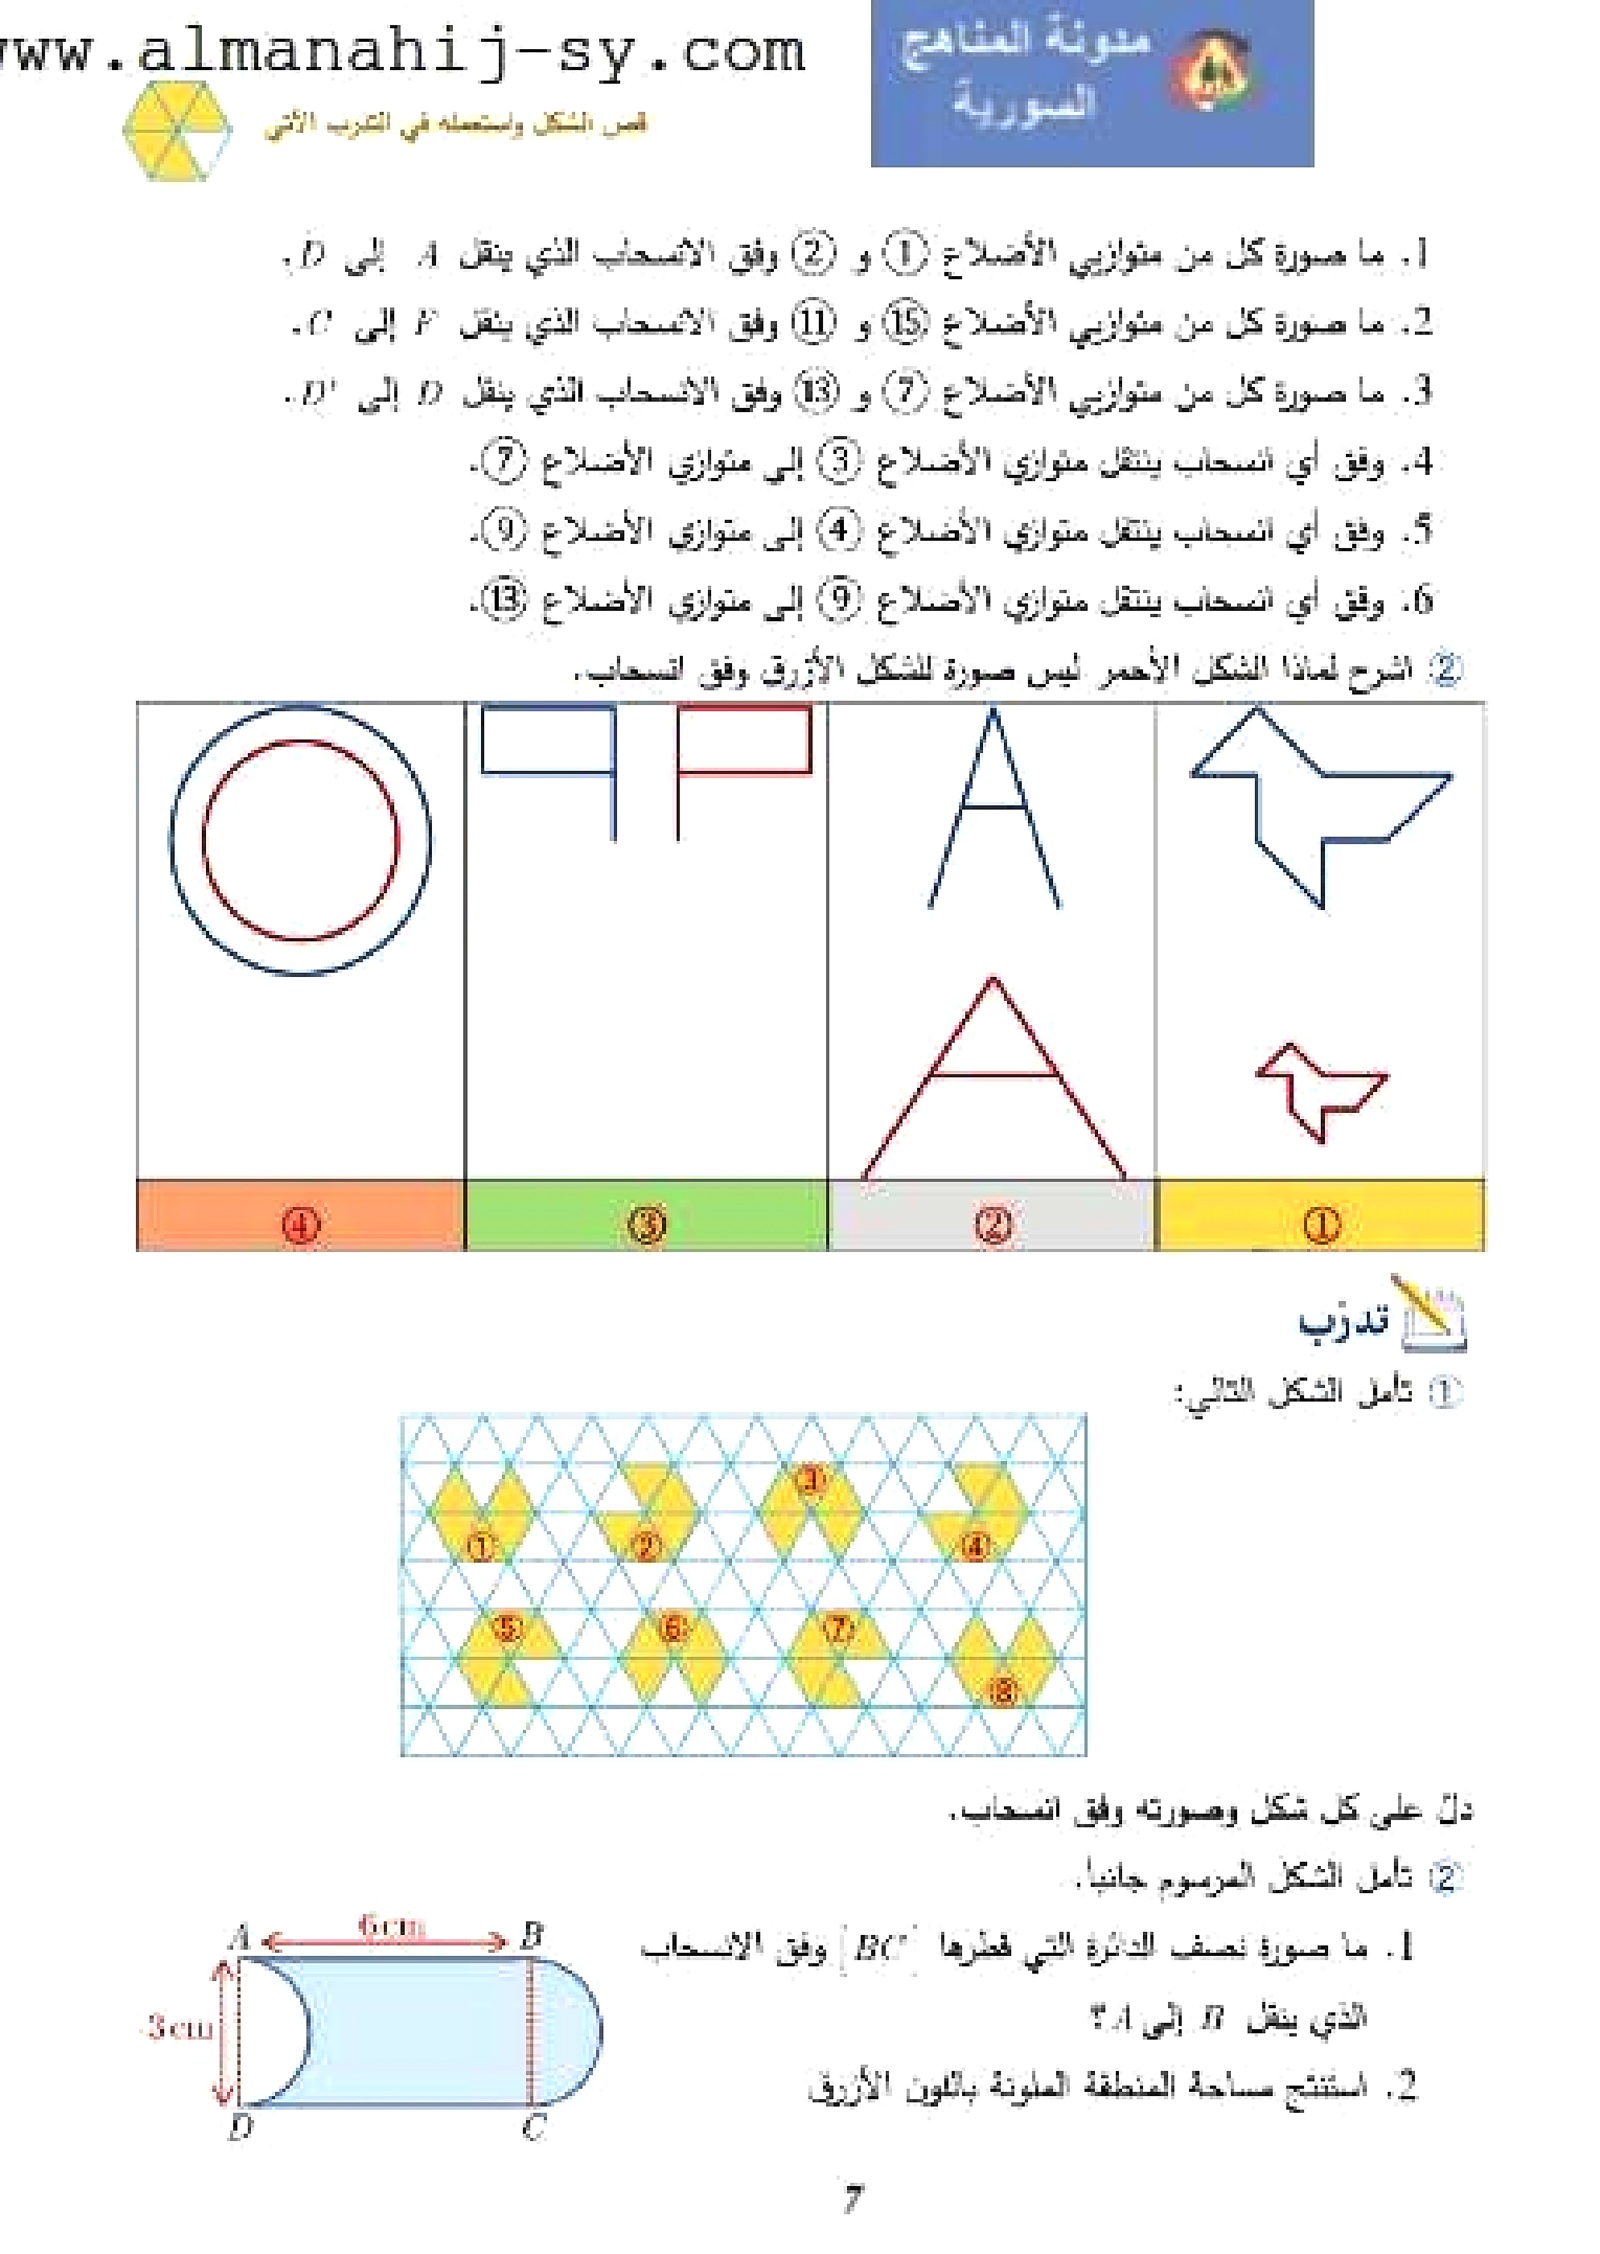 www.almanahij-sy.com
مدونة المناهج
السورية
قص الشكل واستعمله في التدرب الآتي
1. ما صورة كل من متوازيي الأضلاع ① و ② وفق الانسحاب الذي ينقل A إلى D.
2. ما صورة كل من متوازيي الأضلاع ⑮ و ⑪ وفق الانسحاب الذي ينقل F إلى C.
3. ما صورة كل من متوازيي الأضلاع ⑦ و ⑬ وفق الانسحاب الذي ينقل D إلى D'.
4. وفق أي انسحاب ينتقل متوازي الأضلاع ③ إلى متوازي الأضلاع ⑦.
5. وفق أي انسحاب ينتقل متوازي الأضلاع ④ إلى متوازي الأضلاع ⑨.
6. وفق أي انسحاب ينتقل متوازي الأضلاع ⑨ إلى متوازي الأضلاع ⑬.
② اشرح لماذا الشكل الأحمر ليس صورة للشكل الأزرق وفق انسحاب.
① ② ③ ④
تدرّب
① تأمل الشكل التالي:
① ② ③ ④
⑤ ⑥ ⑦ ⑧
دلّ على كل شكل وصورته وفق انسحاب.
② تأمل الشكل المرسوم جانباً.
1. ما صورة نصف الدائرة التي قطرها [BC] وفق الانسحاب
الذي ينقل B إلى A ؟
2. استنتج مساحة المنطقة الملونة باللون الأزرق
A 6 cm B
3 cm
D C
7